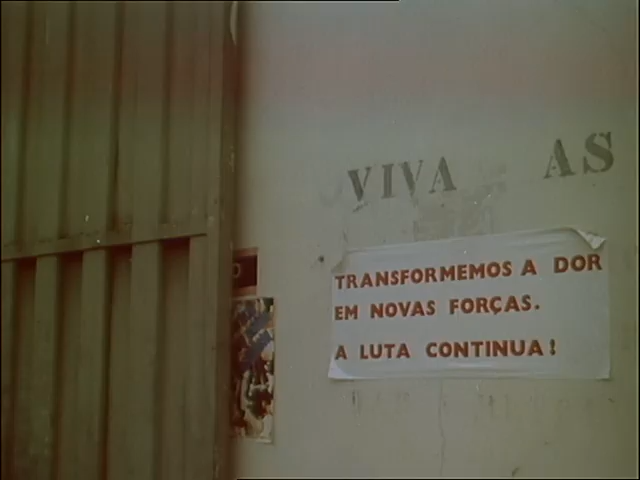 VIVA AS
TRANSFORMEMOS A DOR
EM NOVAS FORÇAS.
A LUTA CONTINUA!